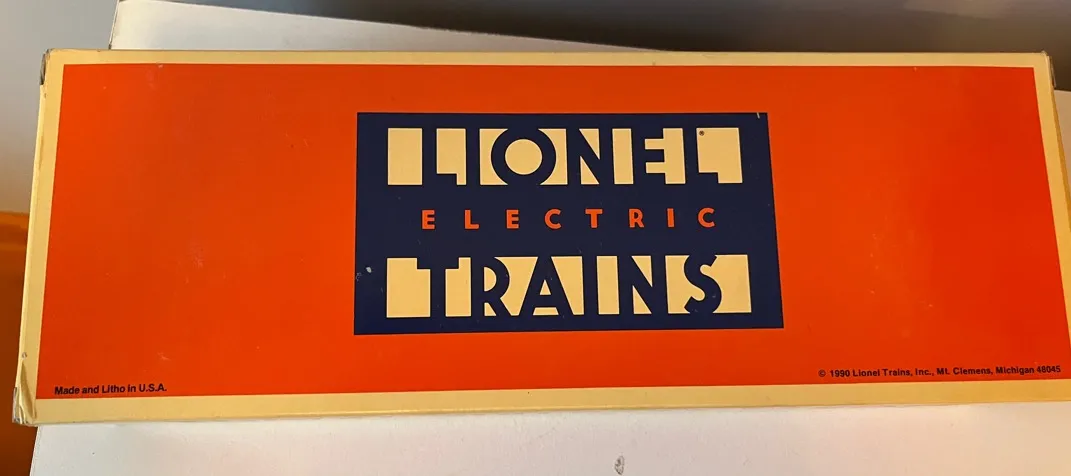 LIONEL®
ELECTRIC
TRAINS
Made and Litho in U.S.A.
© 1990 Lionel Trains, Inc., Mt. Clemens, Michigan 48045